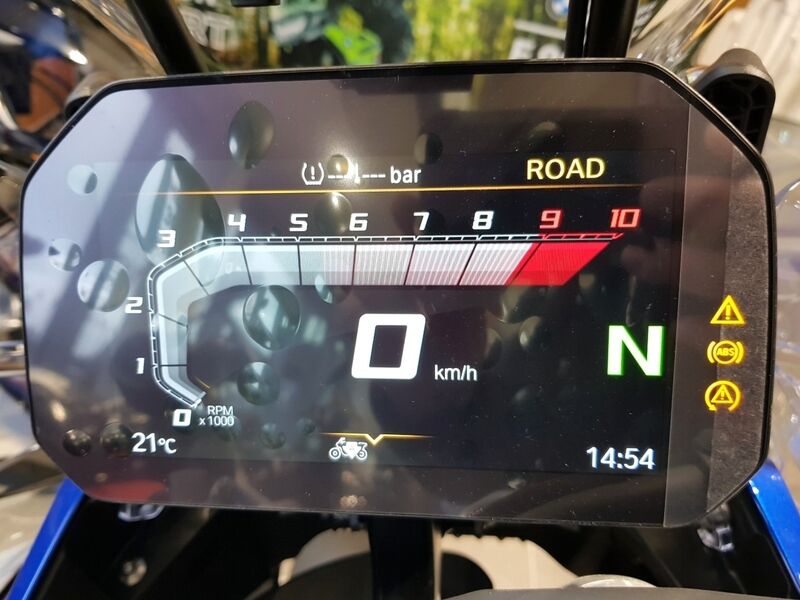 --.-|--.- bar ROAD
3 4 5 6 7 8 9 10
2
1
0 km/h N
ABS
0 RPM x 1000
21°C 14:54